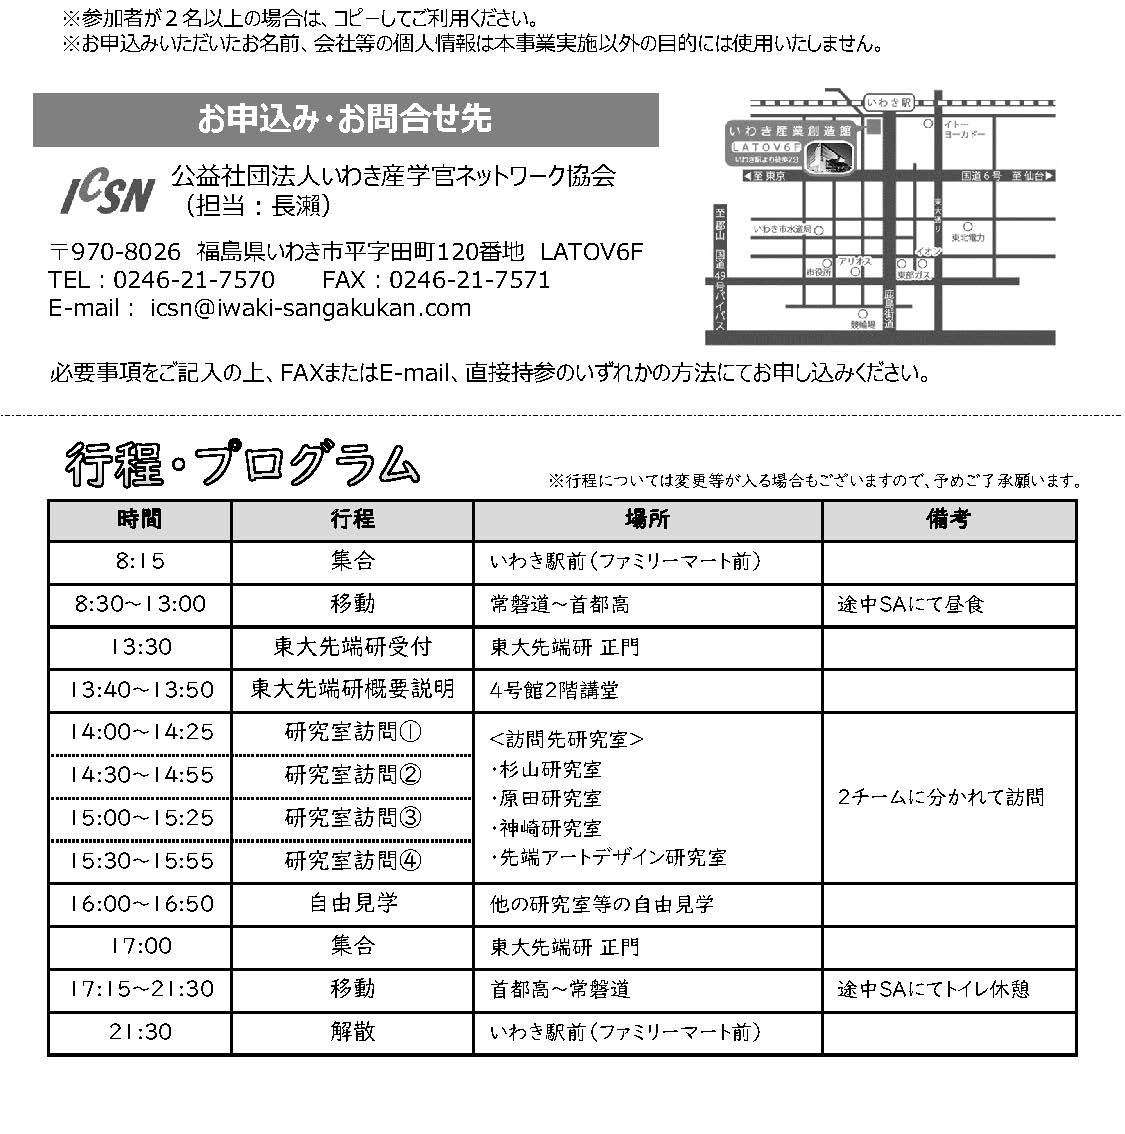 ※参加者が２名以上の場合は、コピーしてご利用ください。
※お申込みいただいたお名前、会社等の個人情報は本事業実施以外の目的には使用いたしません。
お申込み・お問合せ先
ICSN
公益社団法人いわき産学官ネットワーク協会
（担当：長瀬）
〒970-8026 福島県いわき市平字田町120番地 LATOV6F
TEL：0246-21-7570 FAX：0246-21-7571
E-mail： icsn@iwaki-sangakukan.com
いわき駅
いわき産業創造館
LATOV6F
いわき駅より徒歩2分
イトー
ヨーカドー
◀至東京
国道6号 至仙台▶
至郡山 国道49号バイパス
いわき市水道局
東北電力
アリオス
イオン
市役所
東部ガス
鹿島街道
競輪場
必要事項をご記入の上、FAXまたはE-mail、直接持参のいずれかの方法にてお申し込みください。
行程・プログラム
※行程については変更等が入る場合もございますので、予めご了承願います。
時間 行程 場所 備考
8:15 集合 いわき駅前（ファミリーマート前）
8:30～13:00 移動 常磐道～首都高 途中SAにて昼食
13:30 東大先端研受付 東大先端研 正門
13:40～13:50 東大先端研概要説明 4号館2階講堂
14:00～14:25 研究室訪問①
14:30～14:55 研究室訪問②
15:00～15:25 研究室訪問③
15:30～15:55 研究室訪問④
＜訪問先研究室＞
・杉山研究室
・原田研究室
・神崎研究室
・先端アートデザイン研究室
2チームに分かれて訪問
16:00～16:50 自由見学 他の研究室等の自由見学
17:00 集合 東大先端研 正門
17:15～21:30 移動 首都高～常磐道 途中SAにてトイレ休憩
21:30 解散 いわき駅前（ファミリーマート前）